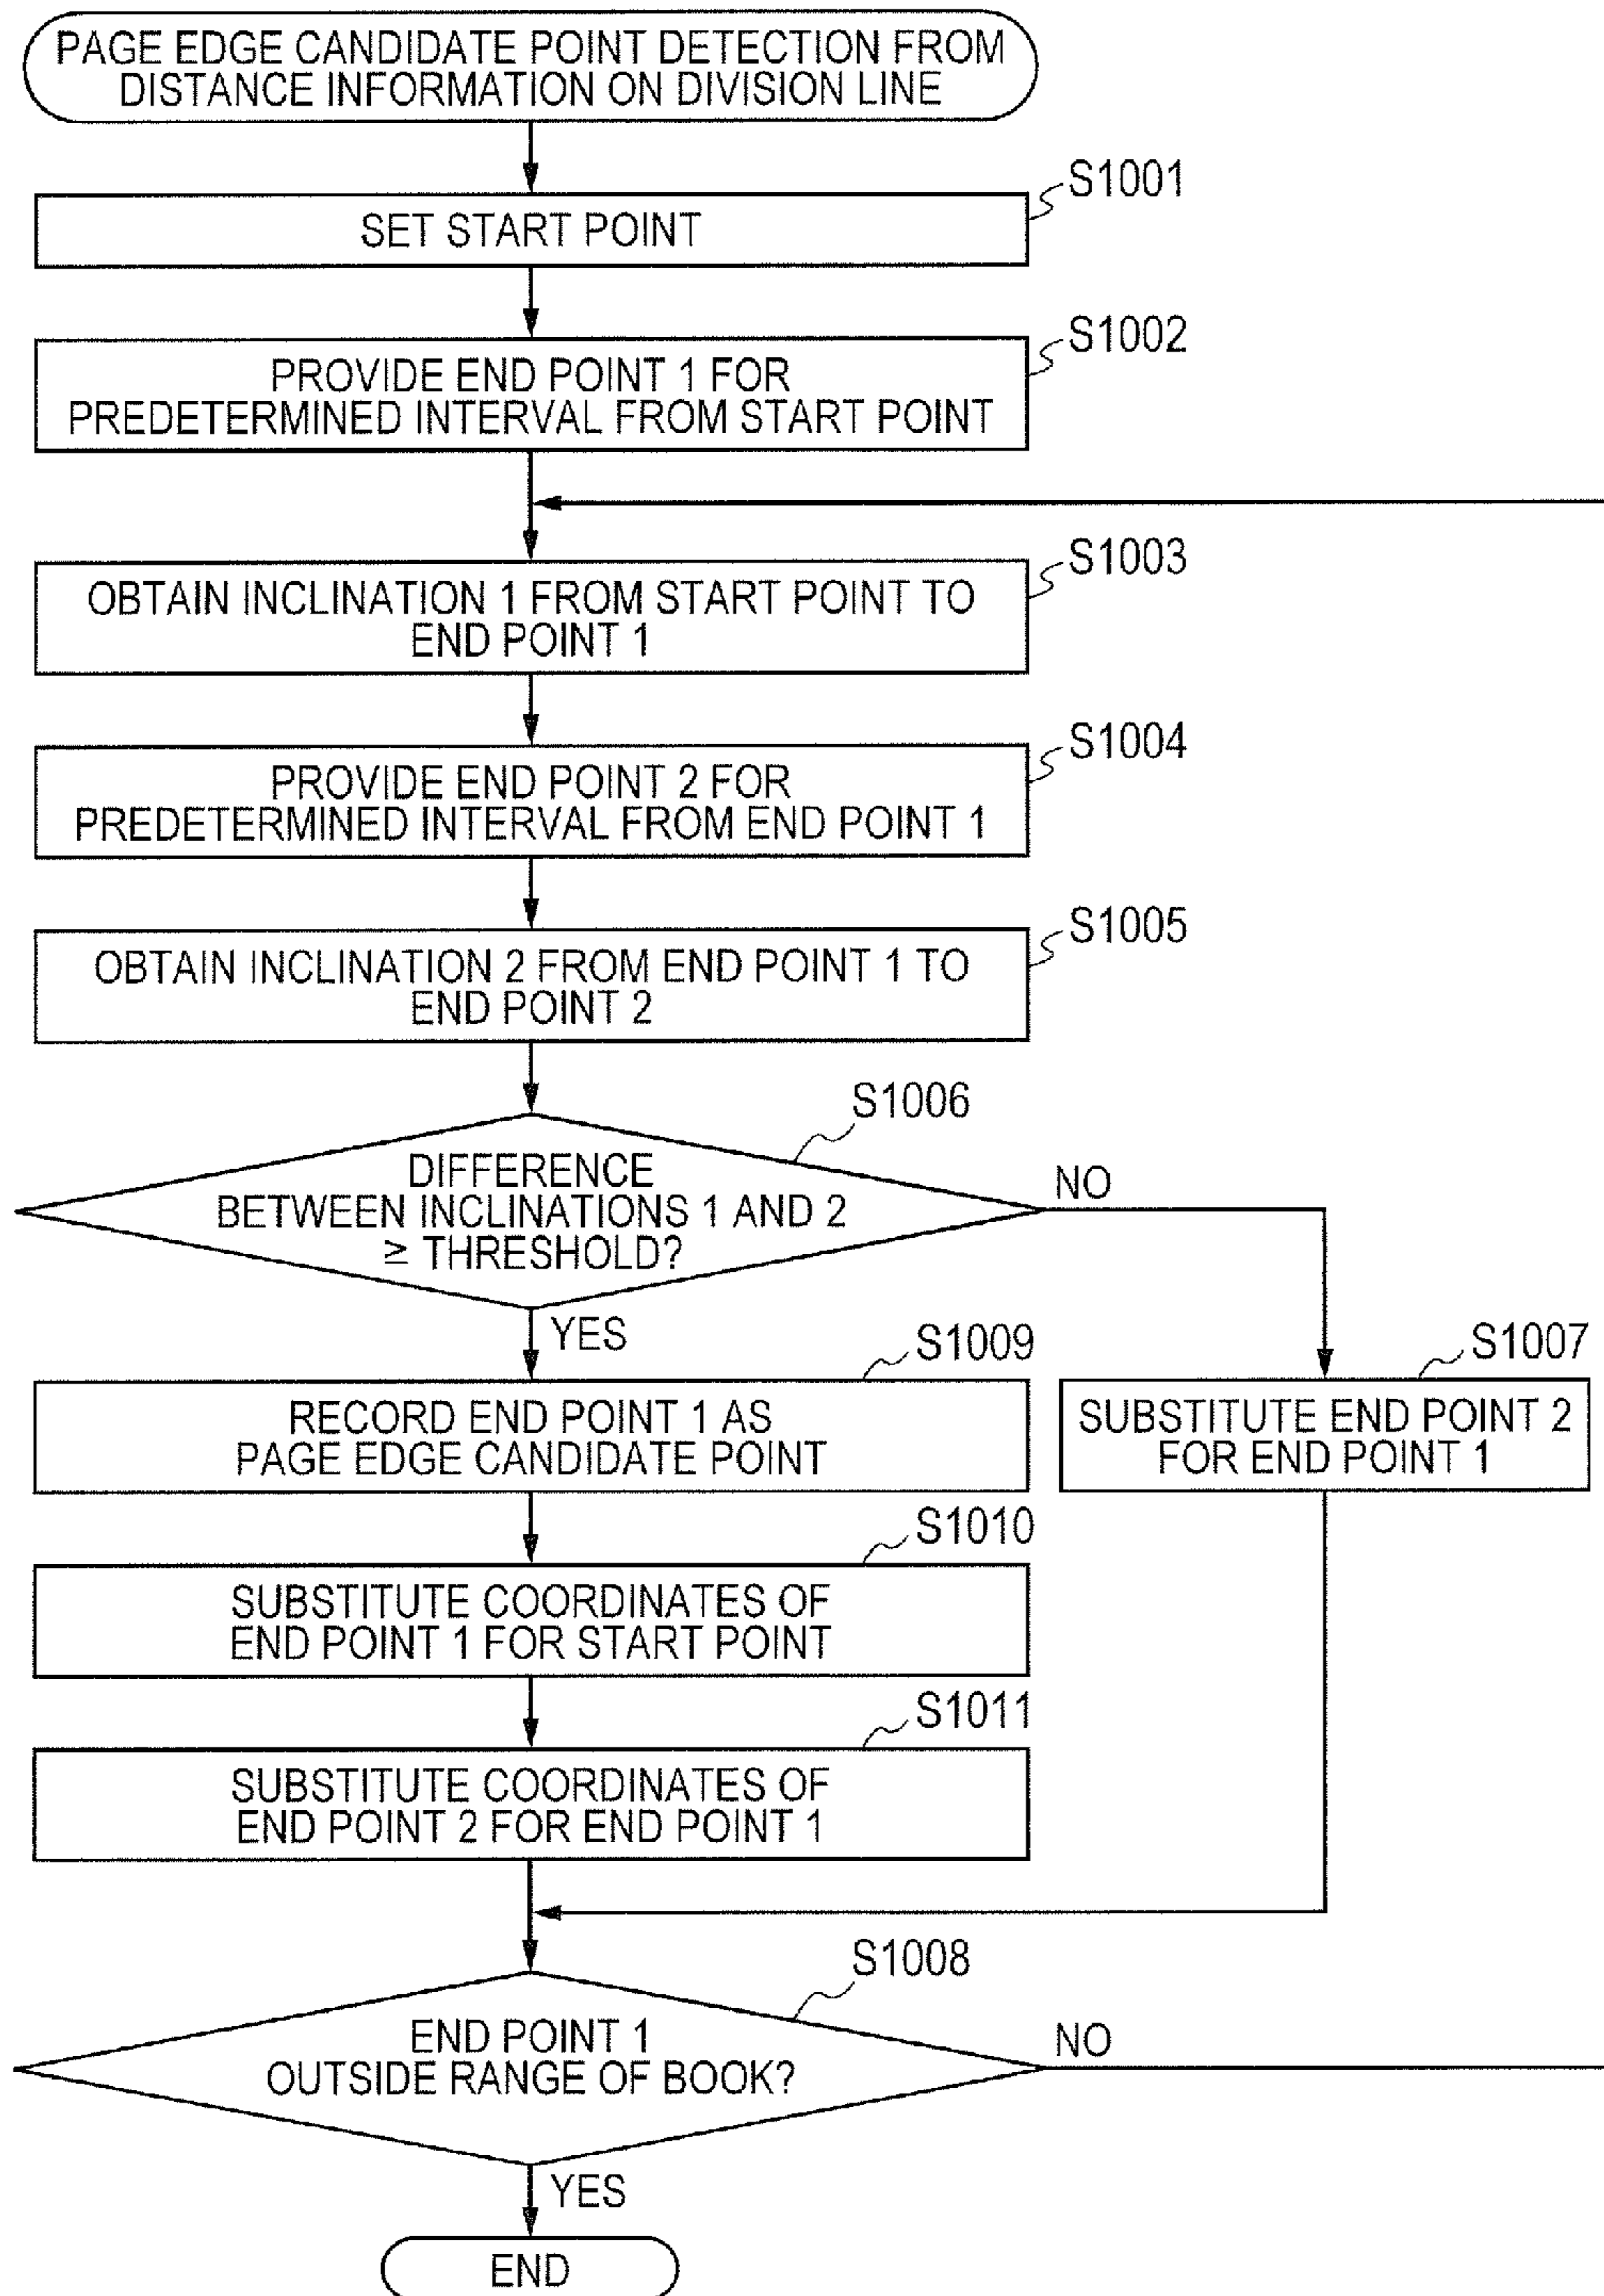 PAGE EDGE CANDIDATE POINT DETECTION FROM
DISTANCE INFORMATION ON DIVISION LINE
S1001
SET START POINT
S1002
PROVIDE END POINT 1 FOR
PREDETERMINED INTERVAL FROM START POINT
S1003
OBTAIN INCLINATION 1 FROM START POINT TO
END POINT 1
S1004
PROVIDE END POINT 2 FOR
PREDETERMINED INTERVAL FROM END POINT 1
S1005
OBTAIN INCLINATION 2 FROM END POINT 1 TO
END POINT 2
S1006
DIFFERENCE
BETWEEN INCLINATIONS 1 AND 2
≥ THRESHOLD?
NO
YES
S1009
RECORD END POINT 1 AS
PAGE EDGE CANDIDATE POINT
S1007
SUBSTITUTE END POINT 2
FOR END POINT 1
S1010
SUBSTITUTE COORDINATES OF
END POINT 1 FOR START POINT
S1011
SUBSTITUTE COORDINATES OF
END POINT 2 FOR END POINT 1
S1008
END POINT 1
OUTSIDE RANGE OF BOOK?
NO
YES
END